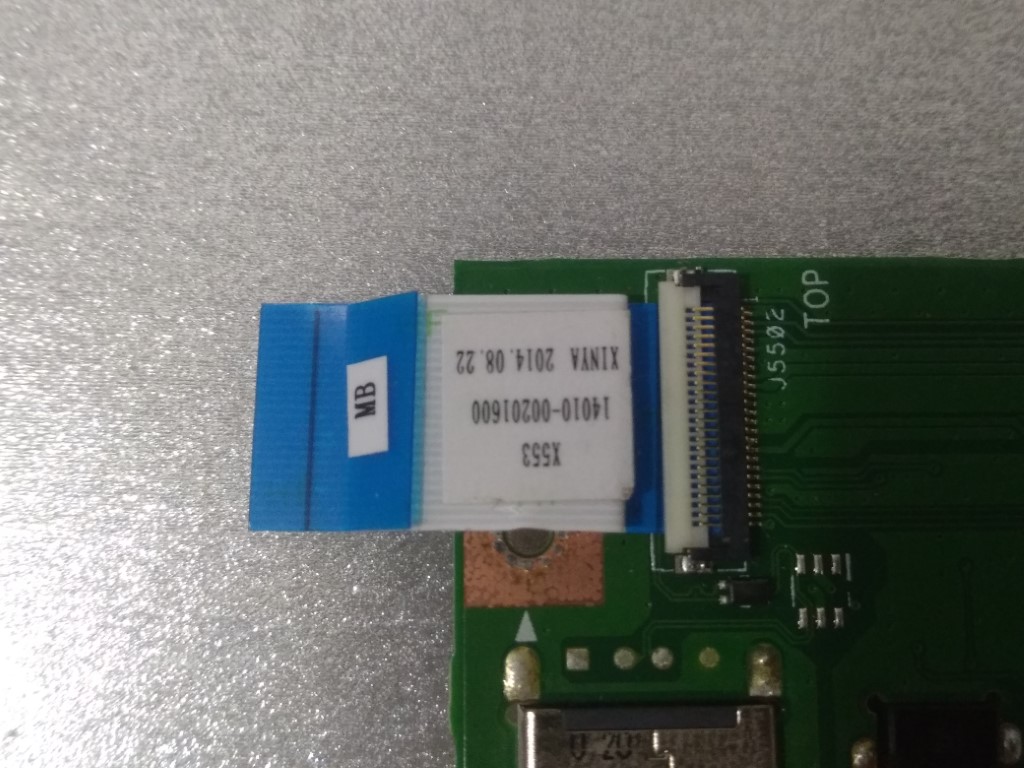 MB
XINYA 2014.08.22
14010-00201600
X553
J5502
TOP